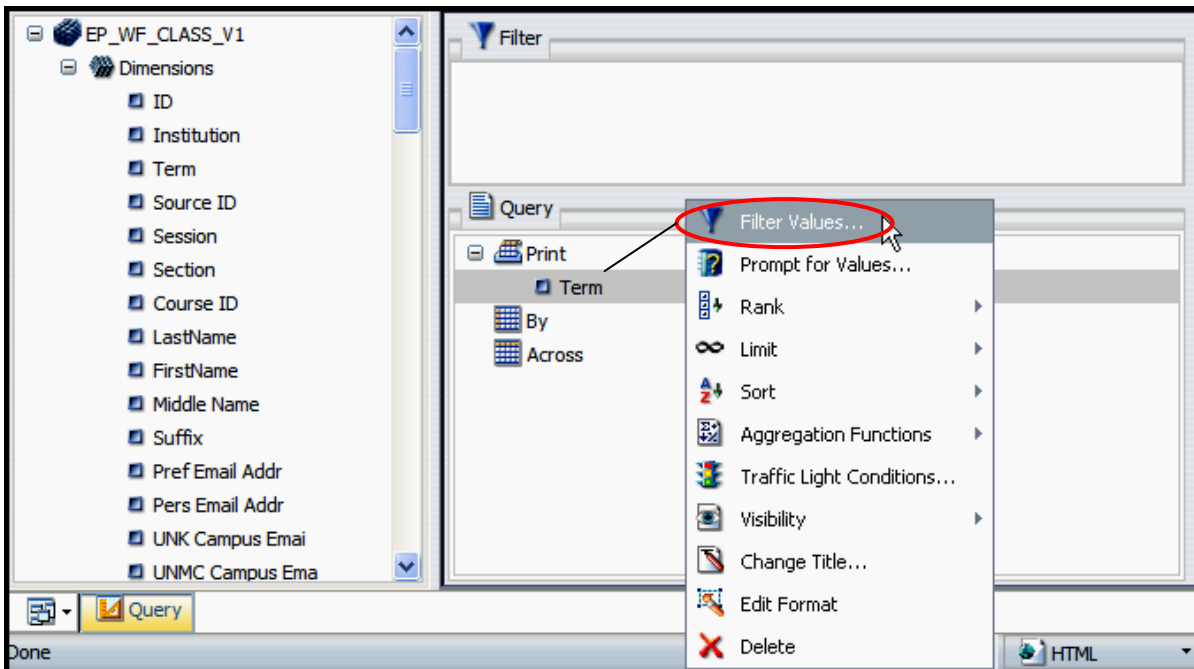 EP_WF_CLASS_V1
Dimensions
ID
Institution
Term
Source ID
Session
Section
Course ID
LastName
FirstName
Middle Name
Suffix
Pref Email Addr
Pers Email Addr
UNK Campus Emai
UNMC Campus Ema
Filter
Query
Print
Term
By
Across
Filter Values...
Prompt for Values...
Rank
Limit
Sort
Aggregation Functions
Traffic Light Conditions...
Visibility
Change Title...
Edit Format
Delete
Query
Done
HTML